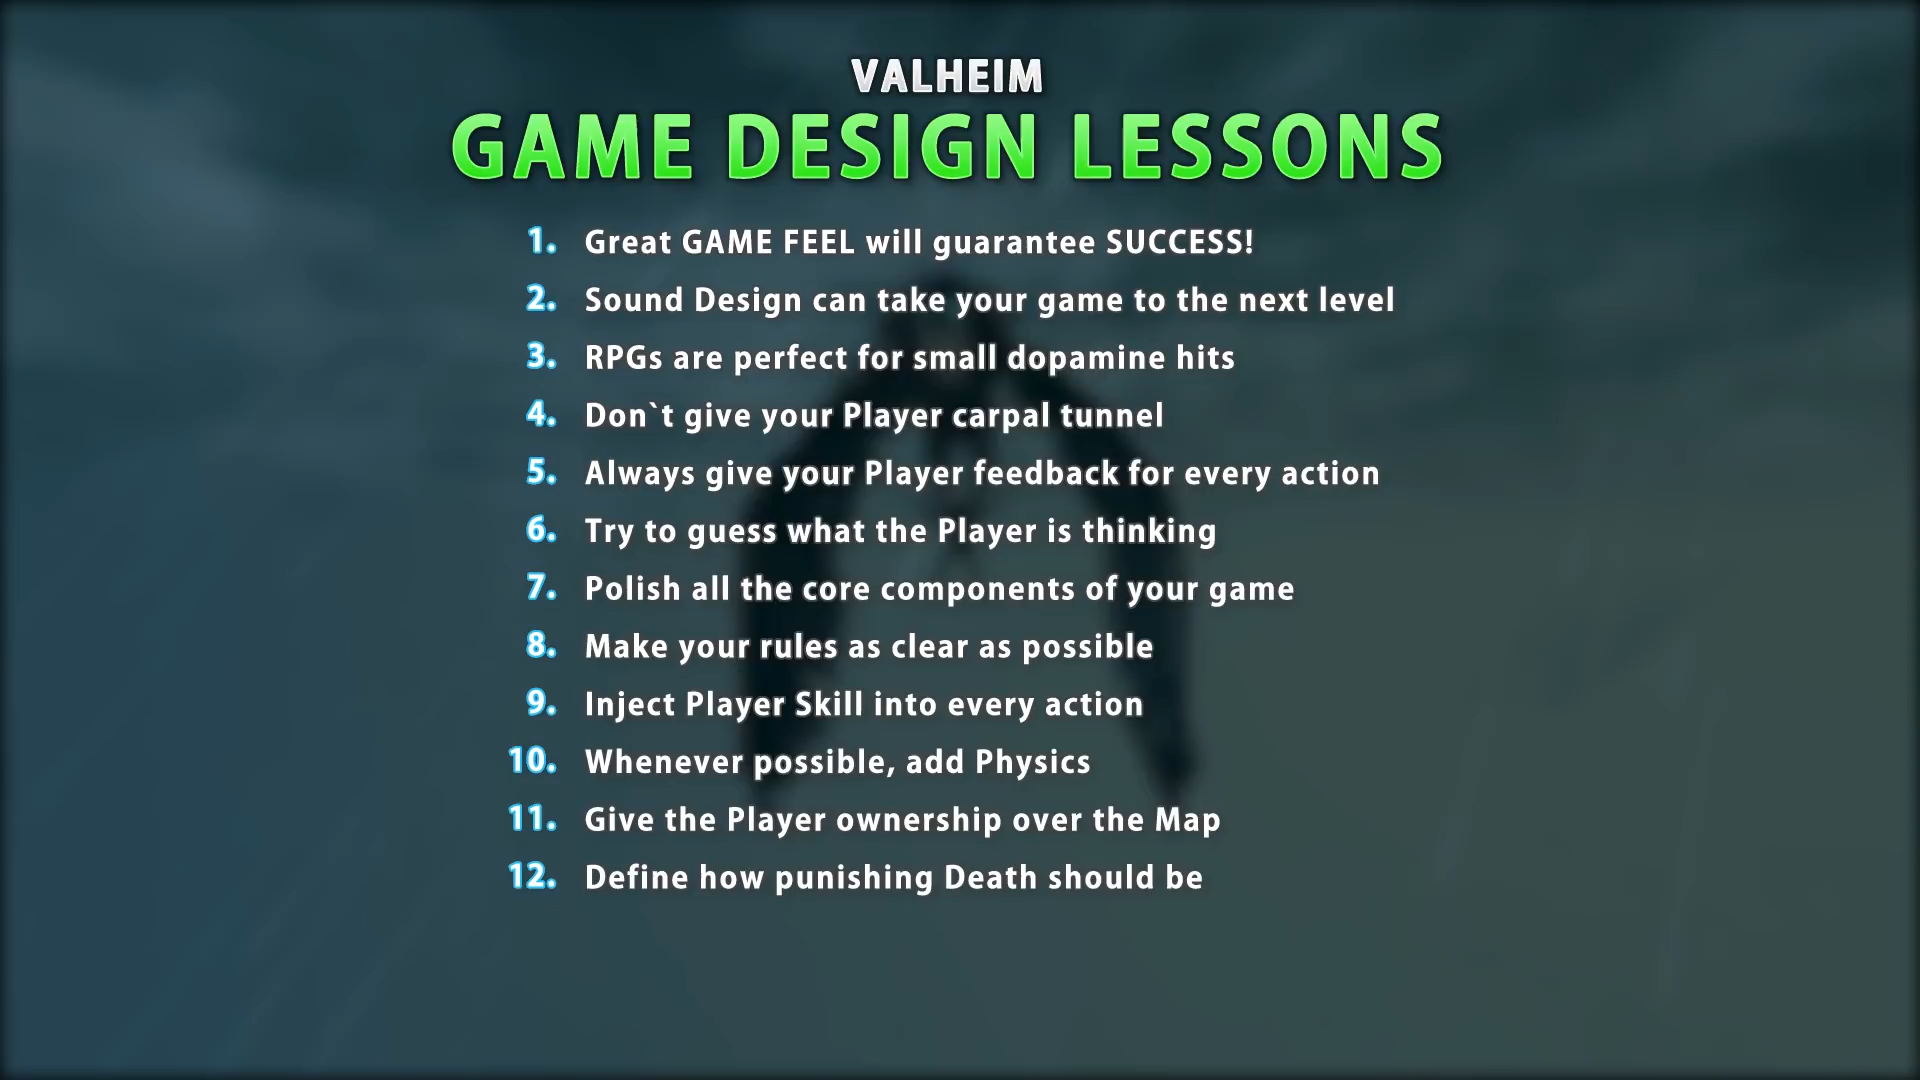 VALHEIM
GAME DESIGN LESSONS
1. Great GAME FEEL will guarantee SUCCESS!
2. Sound Design can take your game to the next level
3. RPGs are perfect for small dopamine hits
4. Don`t give your Player carpal tunnel
5. Always give your Player feedback for every action
6. Try to guess what the Player is thinking
7. Polish all the core components of your game
8. Make your rules as clear as possible
9. Inject Player Skill into every action
10. Whenever possible, add Physics
11. Give the Player ownership over the Map
12. Define how punishing Death should be